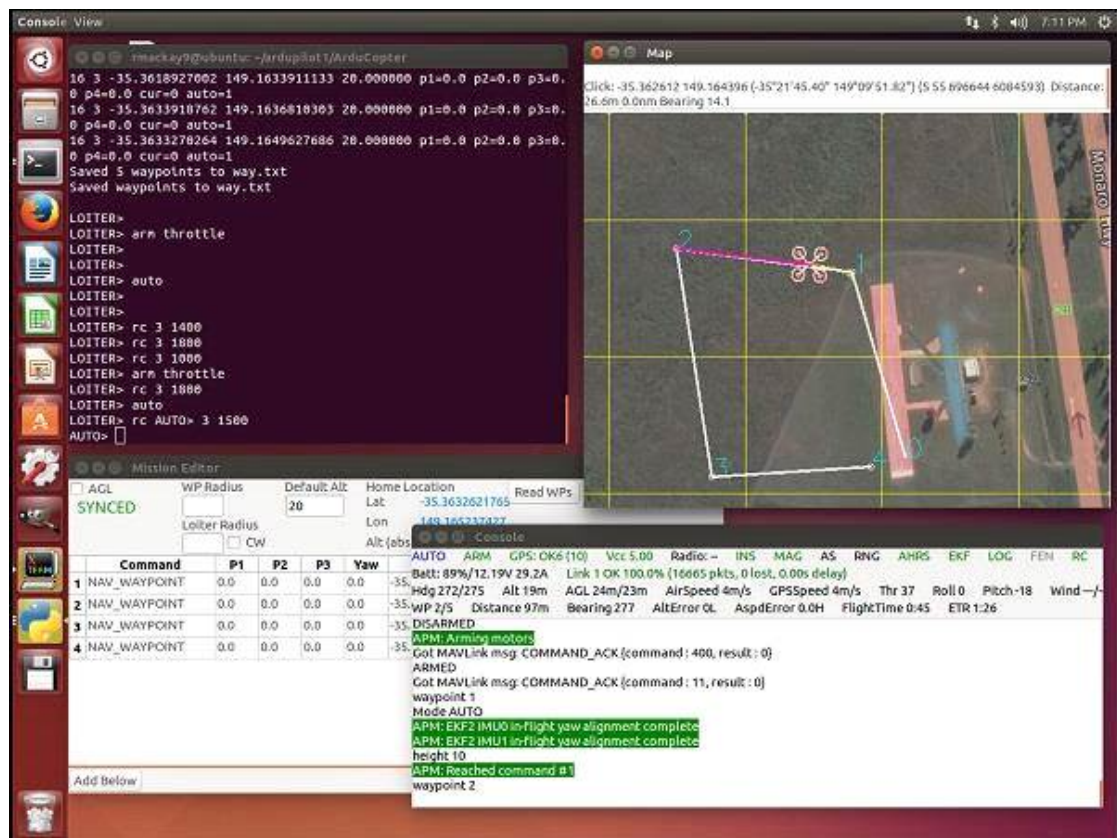 Console View
7:11 PM
rmackay9@ubuntu: ~/ardupilot1/ArduCopter
16 3 -35.3618927002 149.1633911133 20.000000 p1=0.0 p2=0.0 p3=0.
0 p4=0.0 cur=0 auto=1
16 3 -35.3633918762 149.1636810303 20.000000 p1=0.0 p2=0.0 p3=0.
0 p4=0.0 cur=0 auto=1
16 3 -35.3633270264 149.1649627686 20.000000 p1=0.0 p2=0.0 p3=0.
0 p4=0.0 cur=0 auto=1
Saved 5 waypoints to way.txt
Saved waypoints to way.txt
LOITER>
LOITER> arm throttle
LOITER>
LOITER>
LOITER> auto
LOITER>
LOITER>
LOITER> rc 3 1400
LOITER> rc 3 1800
LOITER> rc 3 1000
LOITER> arm throttle
LOITER> rc 3 1800
LOITER> auto
LOITER> rc AUTO> 3 1500
AUTO>
Map
Click: -35.362612 149.164396 (-35°21'45.40" 149°09'51.82") (S 55 696644 6084593) Distance:
26.6m 0.0nm Bearing 14.1
Monaro Hwy
2
1
3
4
0
Mission Editor
AGL
SYNCED
WP Radius
Loiter Radius
CW
Default Alt
20
Home Location
Lat -35.3632621765
Lon 149.165237427
Alt (abs
Read WPs
Command P1 P2 P3 Yaw
1 NAV_WAYPOINT 0.0 0.0 0.0 0.0 -35.
2 NAV_WAYPOINT 0.0 0.0 0.0 0.0 -35.
3 NAV_WAYPOINT 0.0 0.0 0.0 0.0 -35.
4 NAV_WAYPOINT 0.0 0.0 0.0 0.0 -35.
Add Below
Console
AUTO ARM GPS: OK6 (10) Vcc 5.00 Radio: -- INS MAG AS RNG AHRS EKF LOG FEN RC
Batt: 89%/12.19V 29.2A Link 1 OK 100.0% (16665 pkts, 0 lost, 0.00s delay)
Hdg 272/275 Alt 19m AGL 24m/23m AirSpeed 4m/s GPSSpeed 4m/s Thr 37 Roll 0 Pitch -18 Wind --/-
WP 2/5 Distance 97m Bearing 277 AltError 0L AspdError 0.0H FlightTime 0:45 ETR 1:26
DISARMED
APM: Arming motors
Got MAVLink msg: COMMAND_ACK {command : 400, result : 0}
ARMED
Got MAVLink msg: COMMAND_ACK {command : 11, result : 0}
waypoint 1
Mode AUTO
APM: EKF2 IMU0 in-flight yaw alignment complete
APM: EKF2 IMU1 in-flight yaw alignment complete
height 10
APM: Reached command #1
waypoint 2